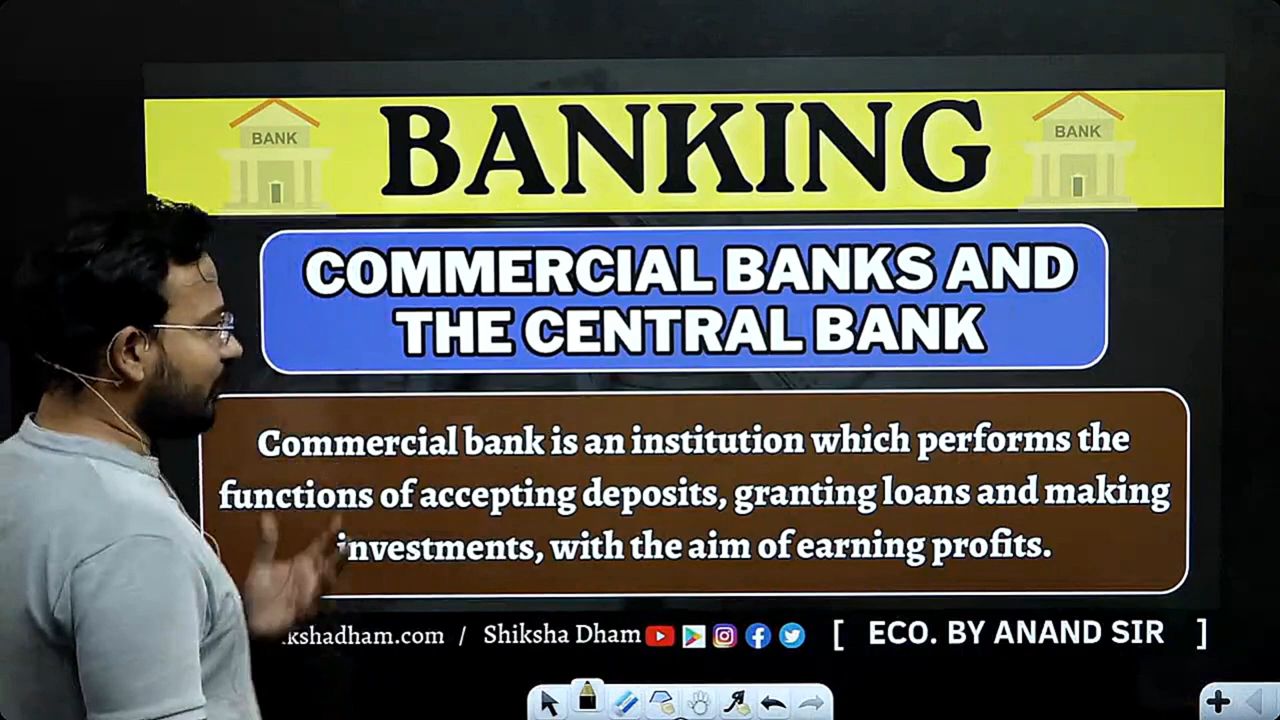 BANKING
BANK
BANK
COMMERCIAL BANKS AND
THE CENTRAL BANK
Commercial bank is an institution which performs the
functions of accepting deposits, granting loans and making
investments, with the aim of earning profits.
kshadham.com / Shiksha Dham
[ ECO. BY ANAND SIR ]